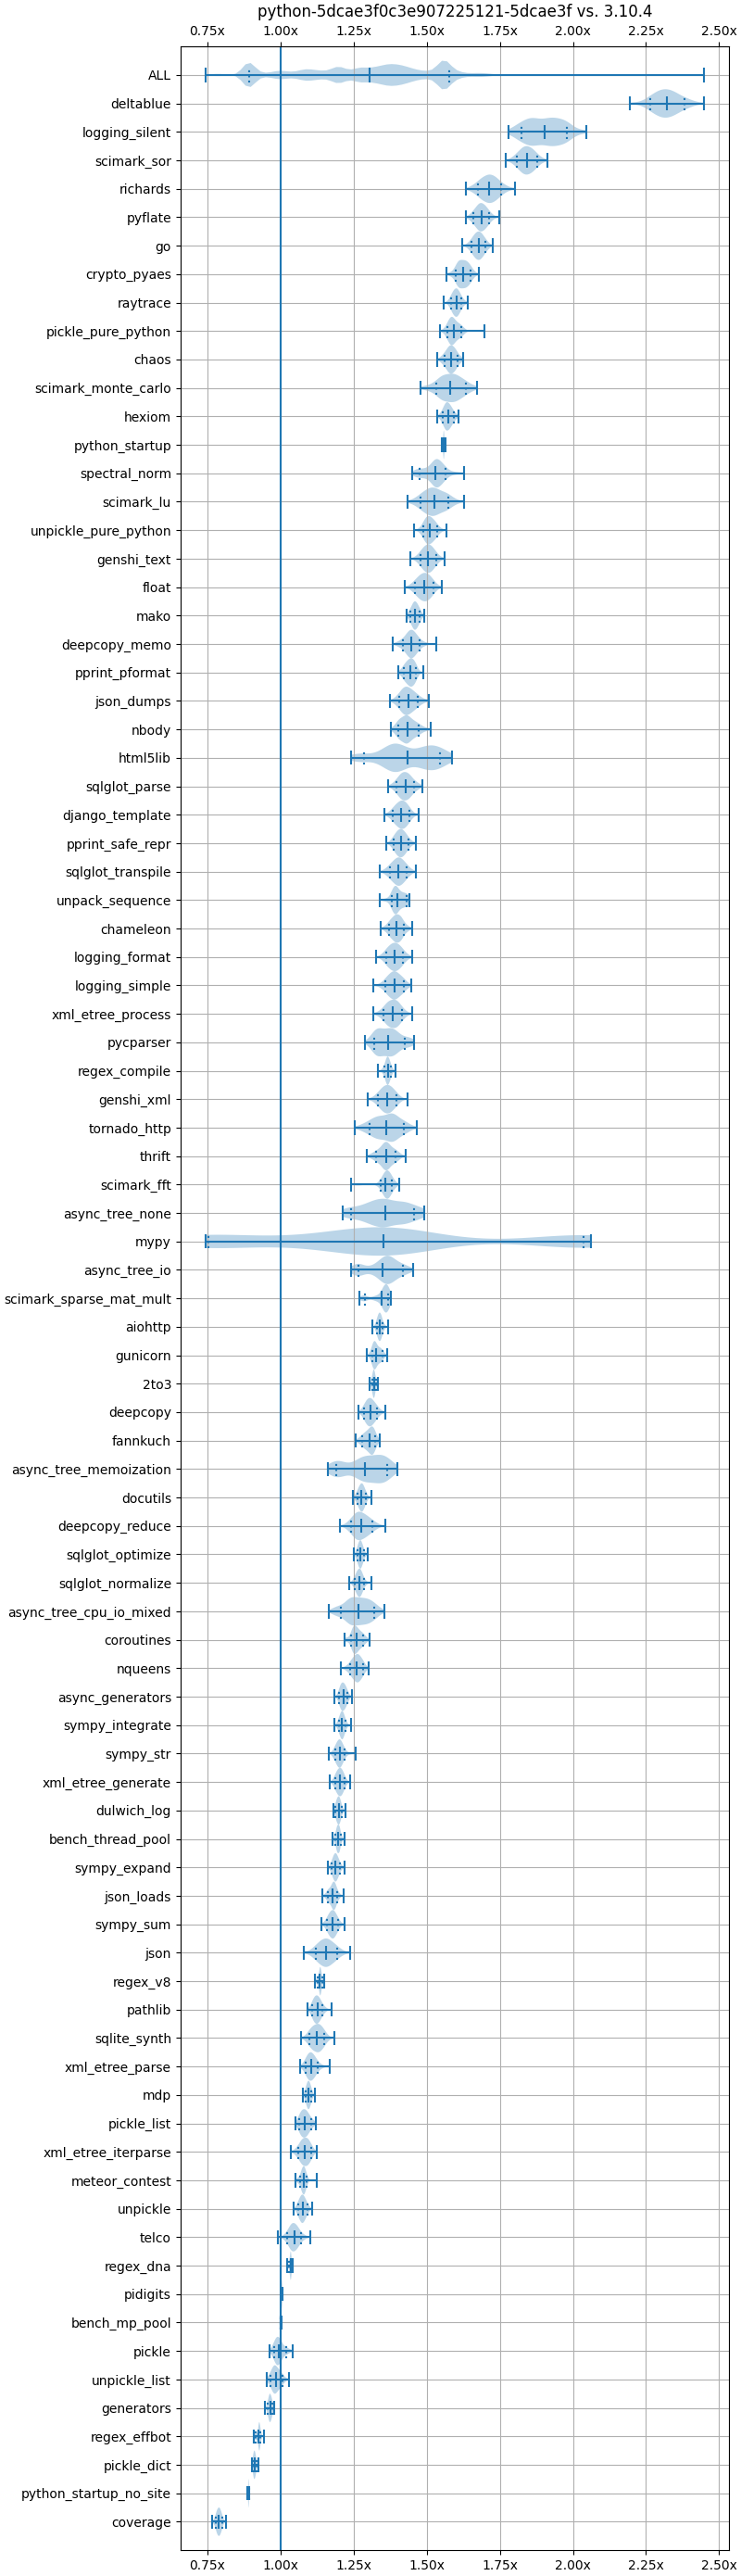 python-5dcae3f0c3e907225121-5dcae3f vs. 3.10.4
0.75x 1.00x 1.25x 1.50x 1.75x 2.00x 2.25x 2.50x
ALL
deltablue
logging_silent
scimark_sor
richards
pyflate
go
crypto_pyaes
raytrace
pickle_pure_python
chaos
scimark_monte_carlo
hexiom
python_startup
spectral_norm
scimark_lu
unpickle_pure_python
genshi_text
float
mako
deepcopy_memo
pprint_pformat
json_dumps
nbody
html5lib
sqlglot_parse
django_template
pprint_safe_repr
sqlglot_transpile
unpack_sequence
chameleon
logging_format
logging_simple
xml_etree_process
pycparser
regex_compile
genshi_xml
tornado_http
thrift
scimark_fft
async_tree_none
mypy
async_tree_io
scimark_sparse_mat_mult
aiohttp
gunicorn
2to3
deepcopy
fannkuch
async_tree_memoization
docutils
deepcopy_reduce
sqlglot_optimize
sqlglot_normalize
async_tree_cpu_io_mixed
coroutines
nqueens
async_generators
sympy_integrate
sympy_str
xml_etree_generate
dulwich_log
bench_thread_pool
sympy_expand
json_loads
sympy_sum
json
regex_v8
pathlib
sqlite_synth
xml_etree_parse
mdp
pickle_list
xml_etree_iterparse
meteor_contest
unpickle
telco
regex_dna
pidigits
bench_mp_pool
pickle
unpickle_list
generators
regex_effbot
pickle_dict
python_startup_no_site
coverage
0.75x 1.00x 1.25x 1.50x 1.75x 2.00x 2.25x 2.50x